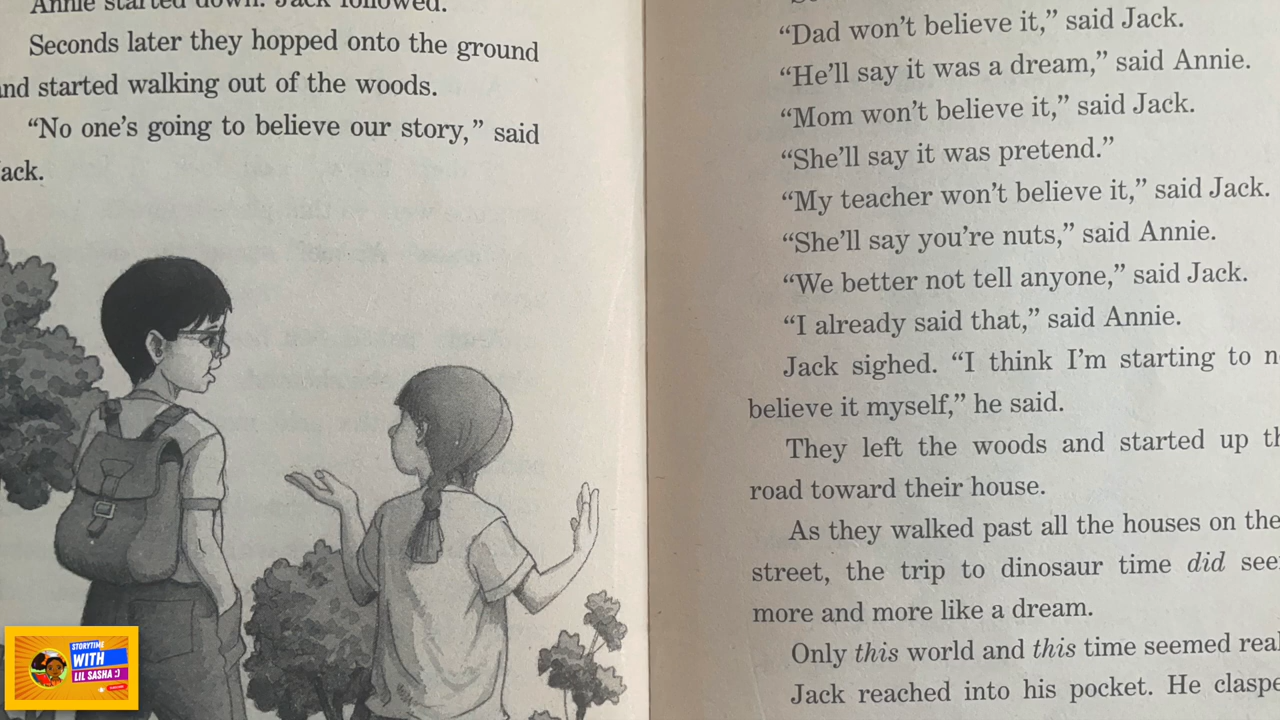 Annie started down. Jack followed.
Seconds later they hopped onto the ground
and started walking out of the woods.
“No one’s going to believe our story,” said
Jack.
“Dad won’t believe it,” said Jack.
“He’ll say it was a dream,” said Annie.
“Mom won’t believe it,” said Jack.
“She’ll say it was pretend.”
“My teacher won’t believe it,” said Jack.
“She’ll say you’re nuts,” said Annie.
“We better not tell anyone,” said Jack.
“I already said that,” said Annie.
Jack sighed. “I think I’m starting to
believe it myself,” he said.
They left the woods and started up
road toward their house.
As they walked past all the houses on
street, the trip to dinosaur time did
more and more like a dream.
Only this world and this time seemed
Jack reached into his pocket. He
STORYTIME
WITH
LIL SASHA :)